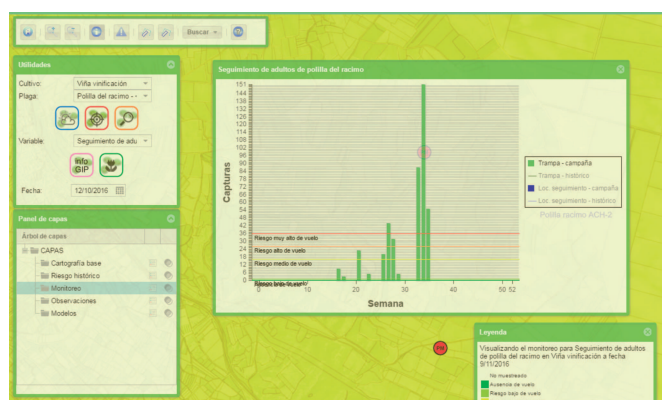 Buscar
Utilidades
Cultivo: Viña vinificación
Plaga: Polilla del racimo - -
Variable: Seguimiento de adu
Info
GIP
Fecha: 12/10/2016
Panel de capas
Árbol de capas
CAPAS
Cartografía base
Riesgo histórico
Monitoreo
Observaciones
Modelos
Seguimiento de adultos de polilla del racimo
Capturas
151
144
138
132
126
120
114
108
102
96
90
84
78
72
66
60
54
48
42
36
30
24
18
12
6
0
Riesgo muy alto de vuelo
Riesgo alto de vuelo
Riesgo medio de vuelo
Riesgo bajo de vuelo
0 10 20 30 40 50 52
Semana
Trampa - campaña
Trampa - histórico
Loc. seguimiento - campaña
Loc. seguimiento - histórico
Polilla racimo ACH-2
Leyenda
Visualizando el monitoreo para Seguimiento de adultos
de polilla del racimo en Viña vinificación a fecha
9/11/2016
No muestreado
Ausencia de vuelo
Riesgo bajo de vuelo